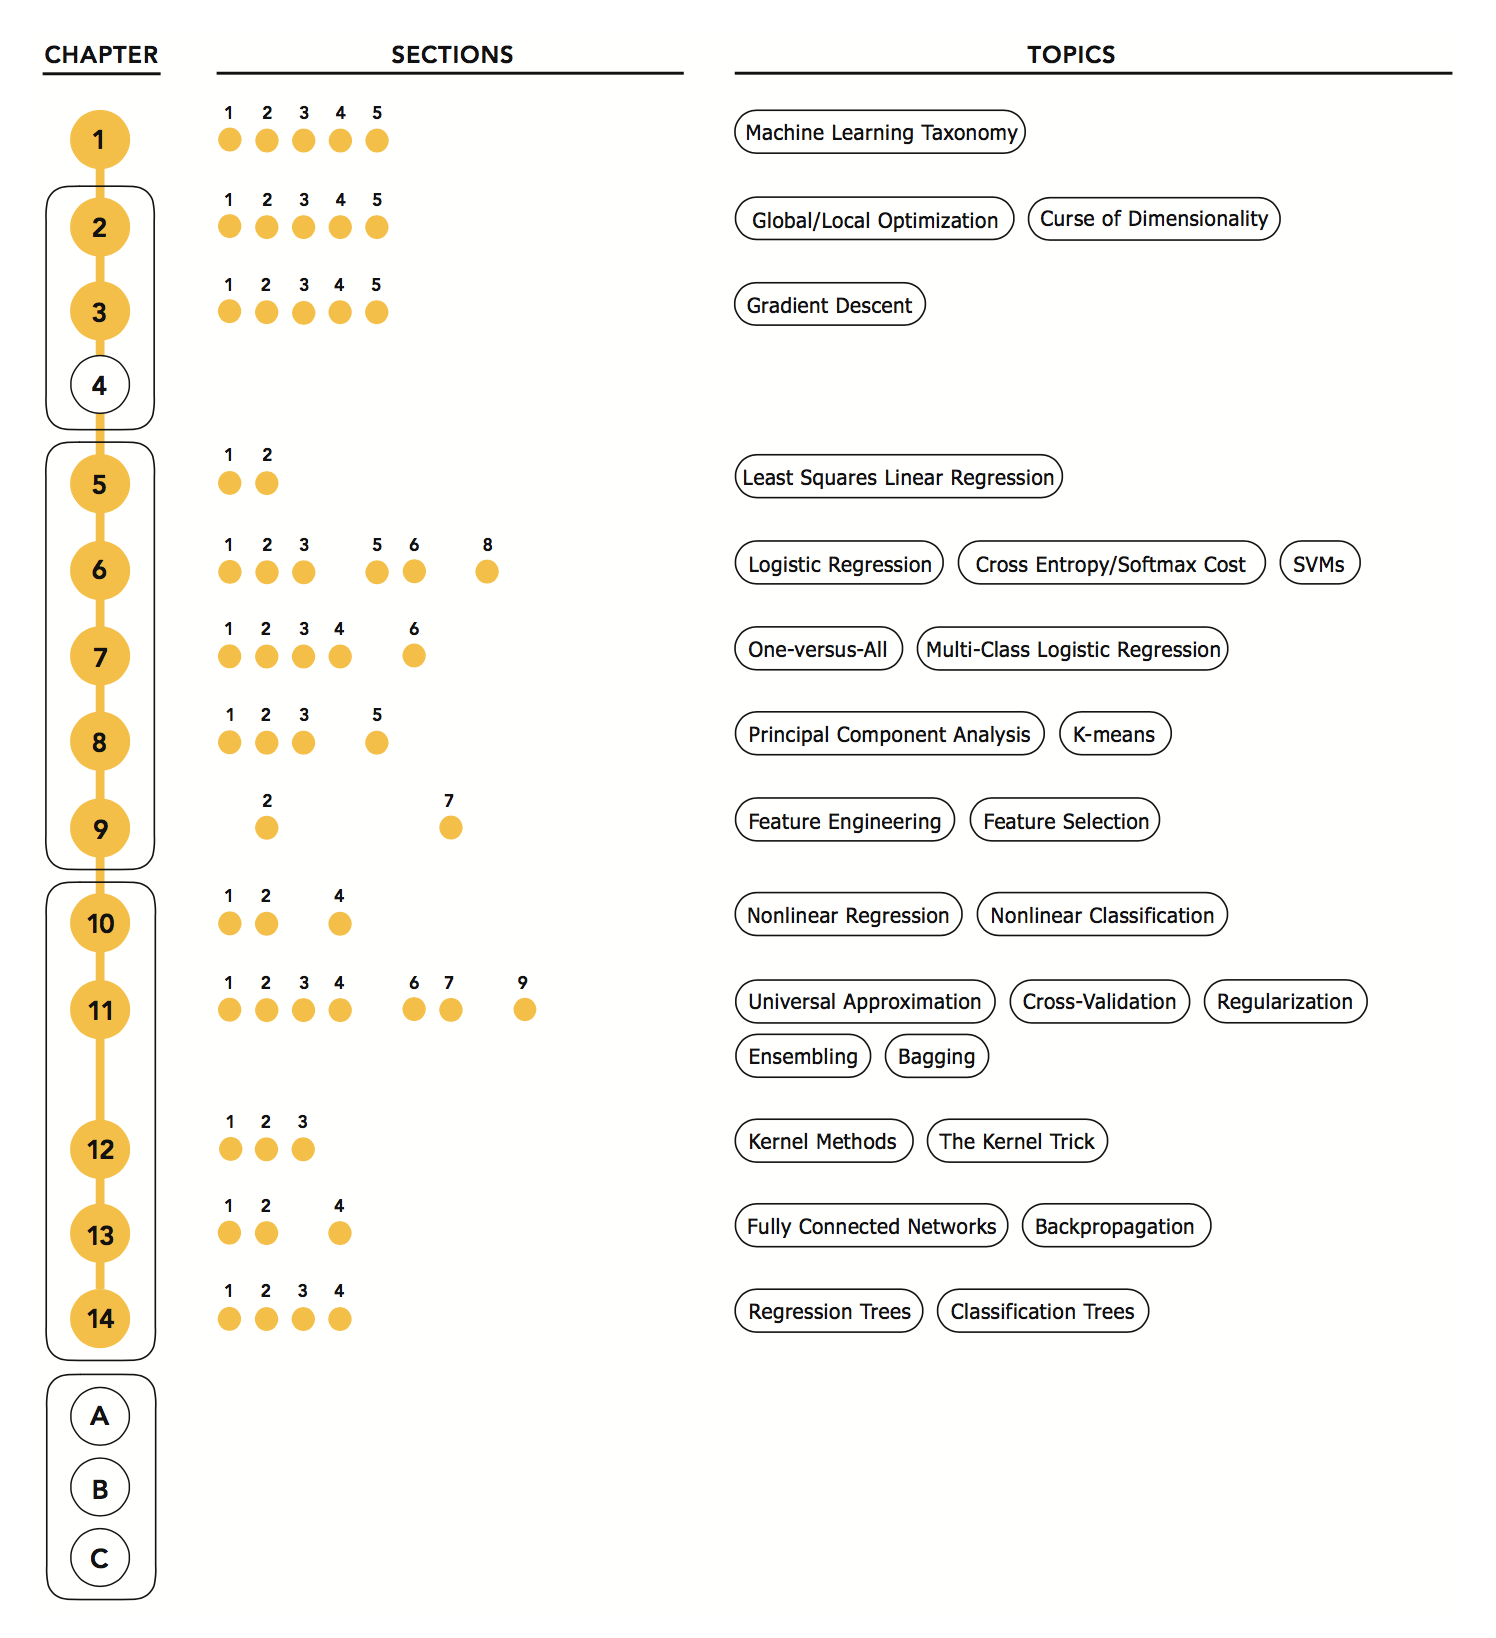 CHAPTER SECTIONS TOPICS
1 2 3 4 5
1 Machine Learning Taxonomy
1 2 3 4 5
2 Global/Local Optimization Curse of Dimensionality
1 2 3 4 5
3 Gradient Descent
4
1 2
5 Least Squares Linear Regression
1 2 3 5 6 8
6 Logistic Regression Cross Entropy/Softmax Cost SVMs
1 2 3 4 6
7 One-versus-All Multi-Class Logistic Regression
1 2 3 5
8 Principal Component Analysis K-means
2 7
9 Feature Engineering Feature Selection
1 2 4
10 Nonlinear Regression Nonlinear Classification
1 2 3 4 6 7 9
11 Universal Approximation Cross-Validation Regularization
Ensembling Bagging
1 2 3
12 Kernel Methods The Kernel Trick
1 2 4
13 Fully Connected Networks Backpropagation
1 2 3 4
14 Regression Trees Classification Trees
A
B
C